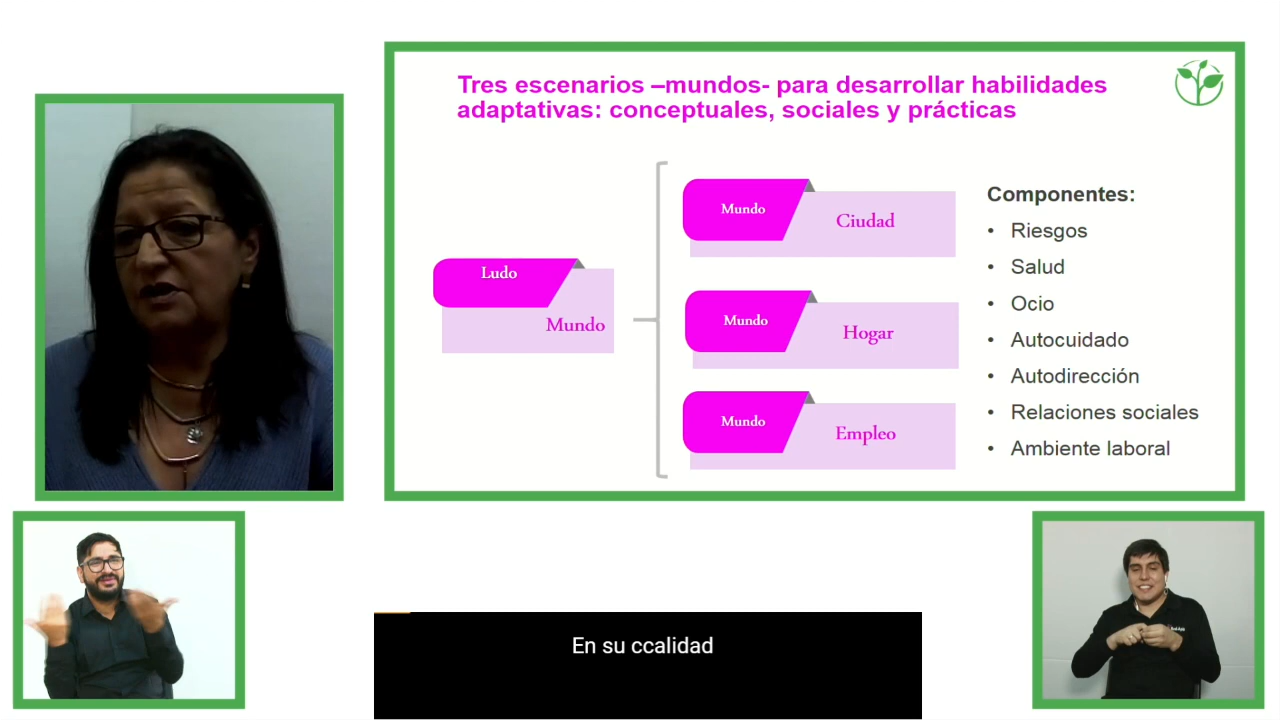 Tres escenarios –mundos- para desarrollar habilidades
adaptativas: conceptuales, sociales y prácticas
Ludo
Mundo
Mundo
Ciudad
Mundo
Hogar
Mundo
Empleo
Componentes:
• Riesgos
• Salud
• Ocio
• Autocuidado
• Autodirección
• Relaciones sociales
• Ambiente laboral
En su ccalidad